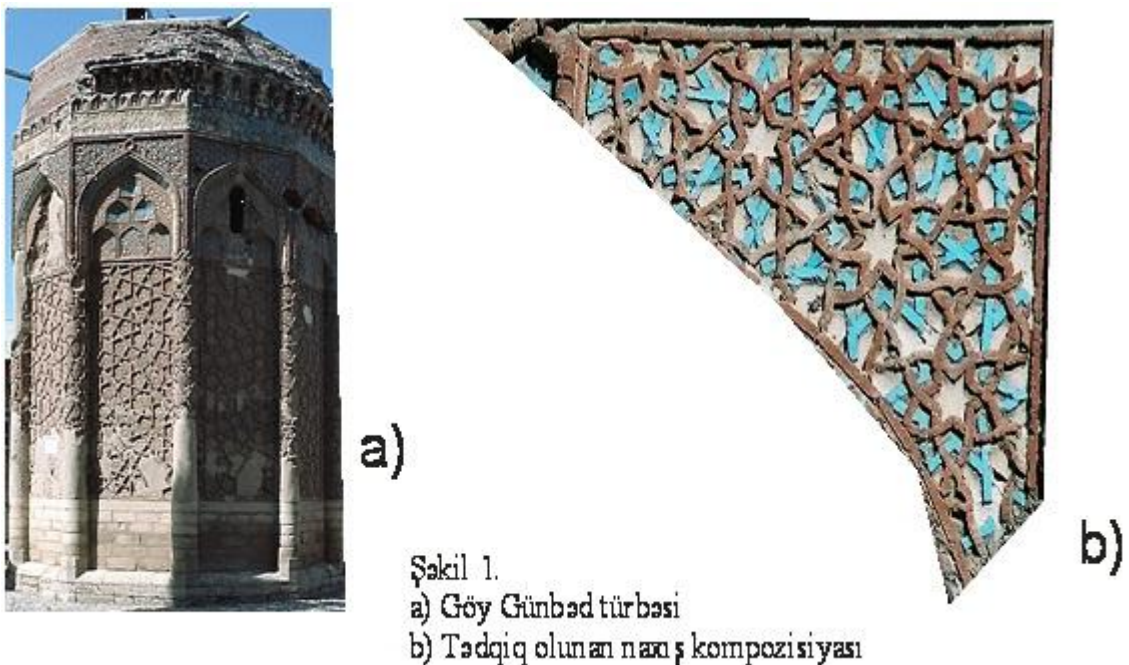 a)
b)
Şəkil 1.
a) Göy Günbəd türbəsi
b) Tədqiq olunan naxış kompozisiyası